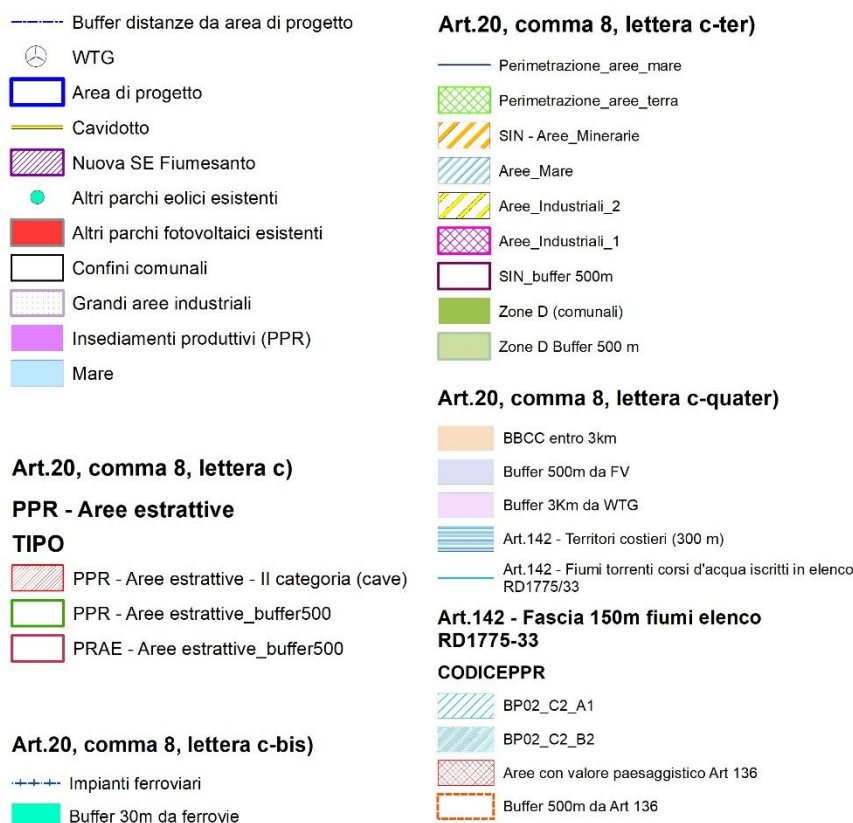 Buffer distanze da area di progetto
WTG
Area di progetto
Cavidotto
Nuova SE Fiumesanto
Altri parchi eolici esistenti
Altri parchi fotovoltaici esistenti
Confini comunali
Grandi aree industriali
Insediamenti produttivi (PPR)
Mare
Art.20, comma 8, lettera c)
PPR - Aree estrattive
TIPO
PPR - Aree estrattive - II categoria (cave)
PPR - Aree estrattive_buffer500
PRAE - Aree estrattive_buffer500
Art.20, comma 8, lettera c-bis)
Impianti ferroviari
Buffer 30m da ferrovie
Art.20, comma 8, lettera c-ter)
Perimetrazione_aree_mare
Perimetrazione_aree_terra
SIN - Aree_Minerarie
Aree_Mare
Aree_Industriali_2
Aree_Industriali_1
SIN_buffer 500m
Zone D (comunali)
Zone D Buffer 500 m
Art.20, comma 8, lettera c-quater)
BBCC entro 3km
Buffer 500m da FV
Buffer 3Km da WTG
Art.142 - Territori costieri (300 m)
Art.142 - Fiumi torrenti corsi d'acqua iscritti in elenco
RD1775/33
Art.142 - Fascia 150m fiumi elenco
RD1775-33
CODICEPPR
BP02_C2_A1
BP02_C2_B2
Aree con valore paesaggistico Art 136
Buffer 500m da Art 136